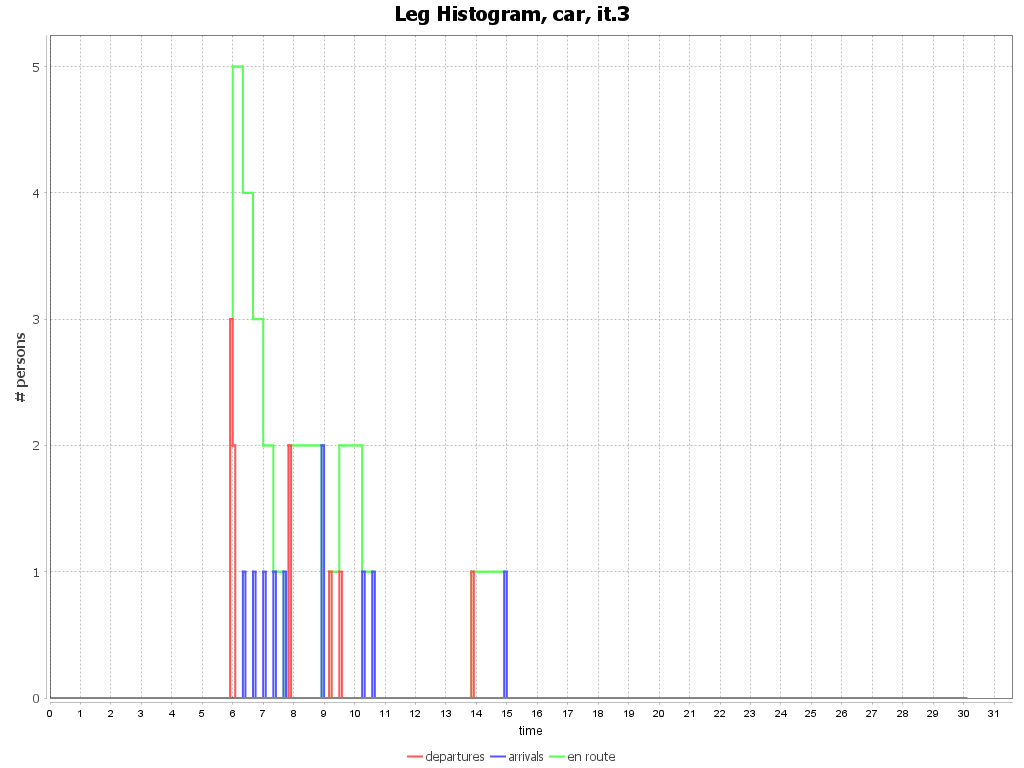 Leg Histogram, car, it.3
# persons
5
4
3
2
1
0
0 1 2 3 4 5 6 7 8 9 10 11 12 13 14 15 16 17 18 19 20 21 22 23 24 25 26 27 28 29 30 31
time
departures arrivals en route